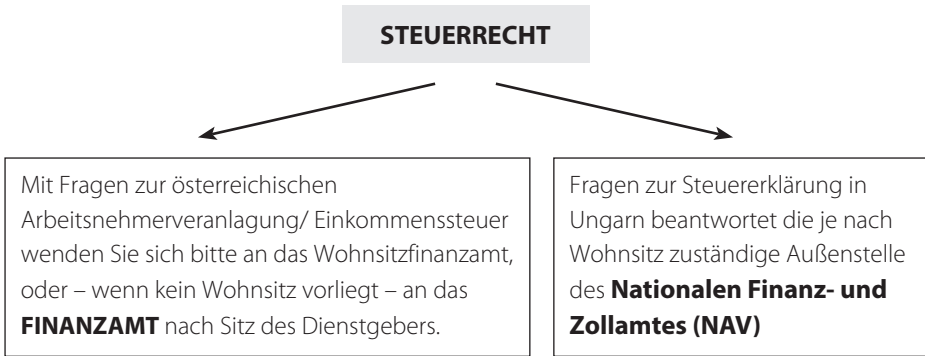 STEUERRECHT
Mit Fragen zur österreichischen
Arbeitsnehmerveranlagung/ Einkommenssteuer
wenden Sie sich bitte an das Wohnsitzfinanzamt,
oder – wenn kein Wohnsitz vorliegt – an das
FINANZAMT nach Sitz des Dienstgebers.
Fragen zur Steuererklärung in
Ungarn beantwortet die je nach
Wohnsitz zuständige Außenstelle
des Nationalen Finanz- und
Zollamtes (NAV)